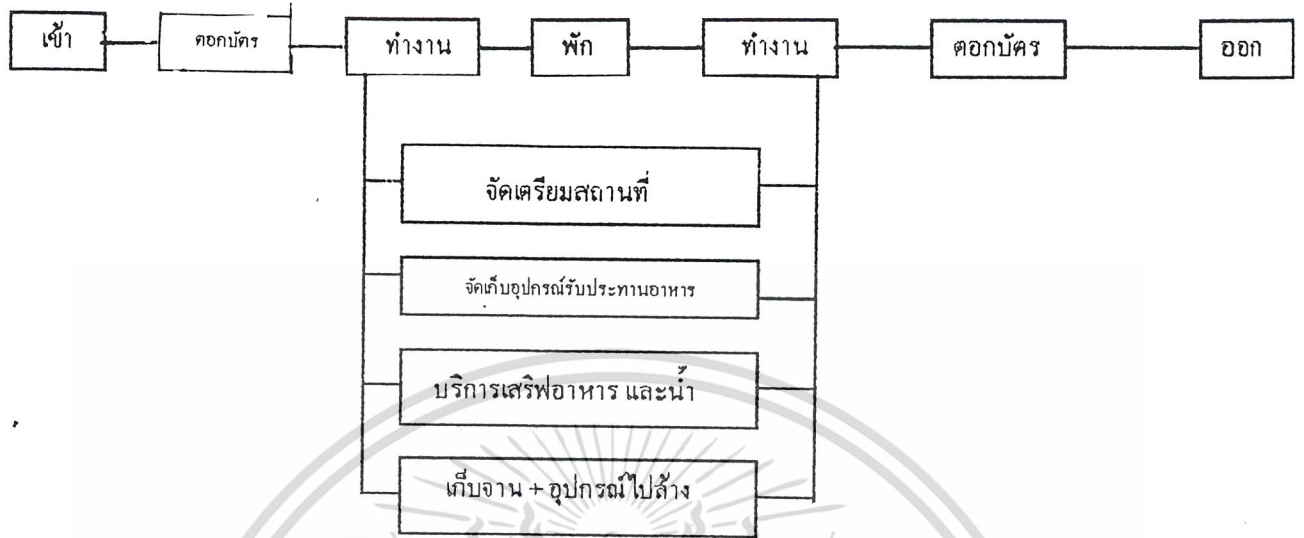 เข้า ตอกบัตร ทำงาน พัก ทำงาน ตอกบัตร ออก
จัดเตรียมสถานที่
จัดเก็บอุปกรณ์รับประทานอาหาร
บริการเสริฟอาหาร และน้ำ
เก็บจาน + อุปกรณ์ไปล้าง